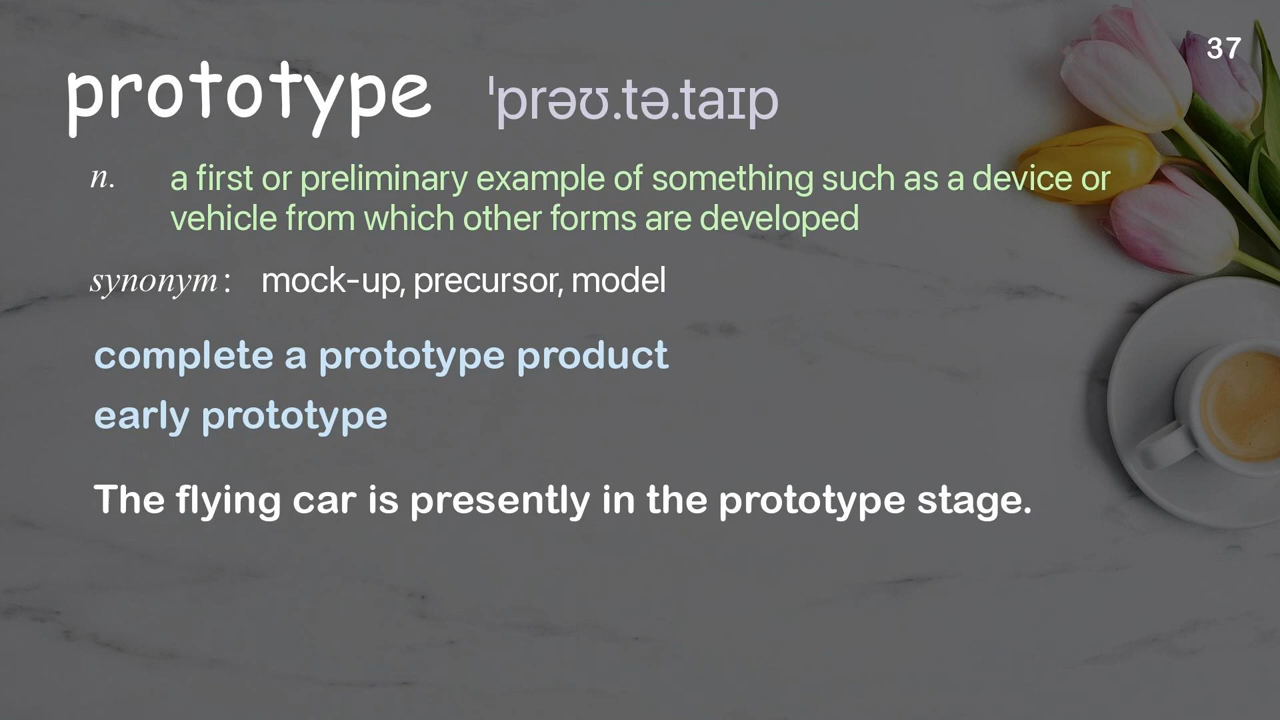 37
prototype ˈprəʊ.tə.taɪp
n. a first or preliminary example of something such as a device or
vehicle from which other forms are developed
synonym: mock-up, precursor, model
complete a prototype product
early prototype
The flying car is presently in the prototype stage.